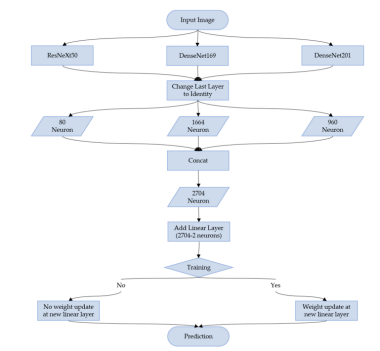 Input Image
ResNeXt50
DenseNet169
DenseNet201
Change Last Layer
to Identity
80
Neuron
1664
Neuron
960
Neuron
Concat
2704
Neuron
Add Linear Layer
(2704-2 neurons)
Training
No
Yes
No weight update
at new linear layer
Weight update at
new linear layer
Prediction